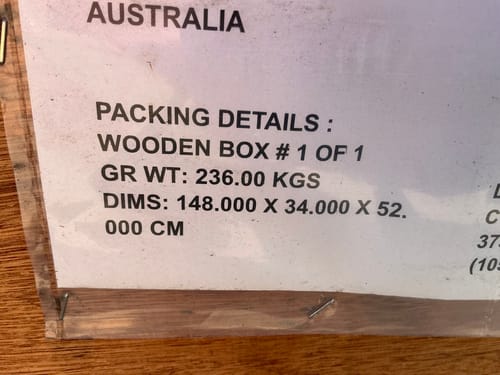 AUSTRALIA
PACKING DETAILS :
WOODEN BOX # 1 OF 1
GR WT: 236.00 KGS
DIMS: 148.000 X 34.000 X 52.
000 CM